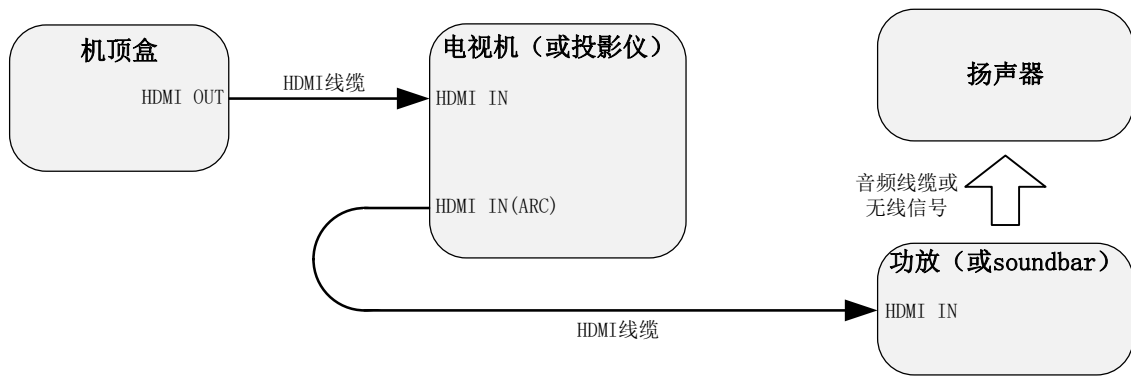 机顶盒
HDMI OUT
HDMI线缆
电视机（或投影仪）
HDMI IN
HDMI IN(ARC)
HDMI线缆
扬声器
音频线缆或
无线信号
功放（或soundbar）
HDMI IN